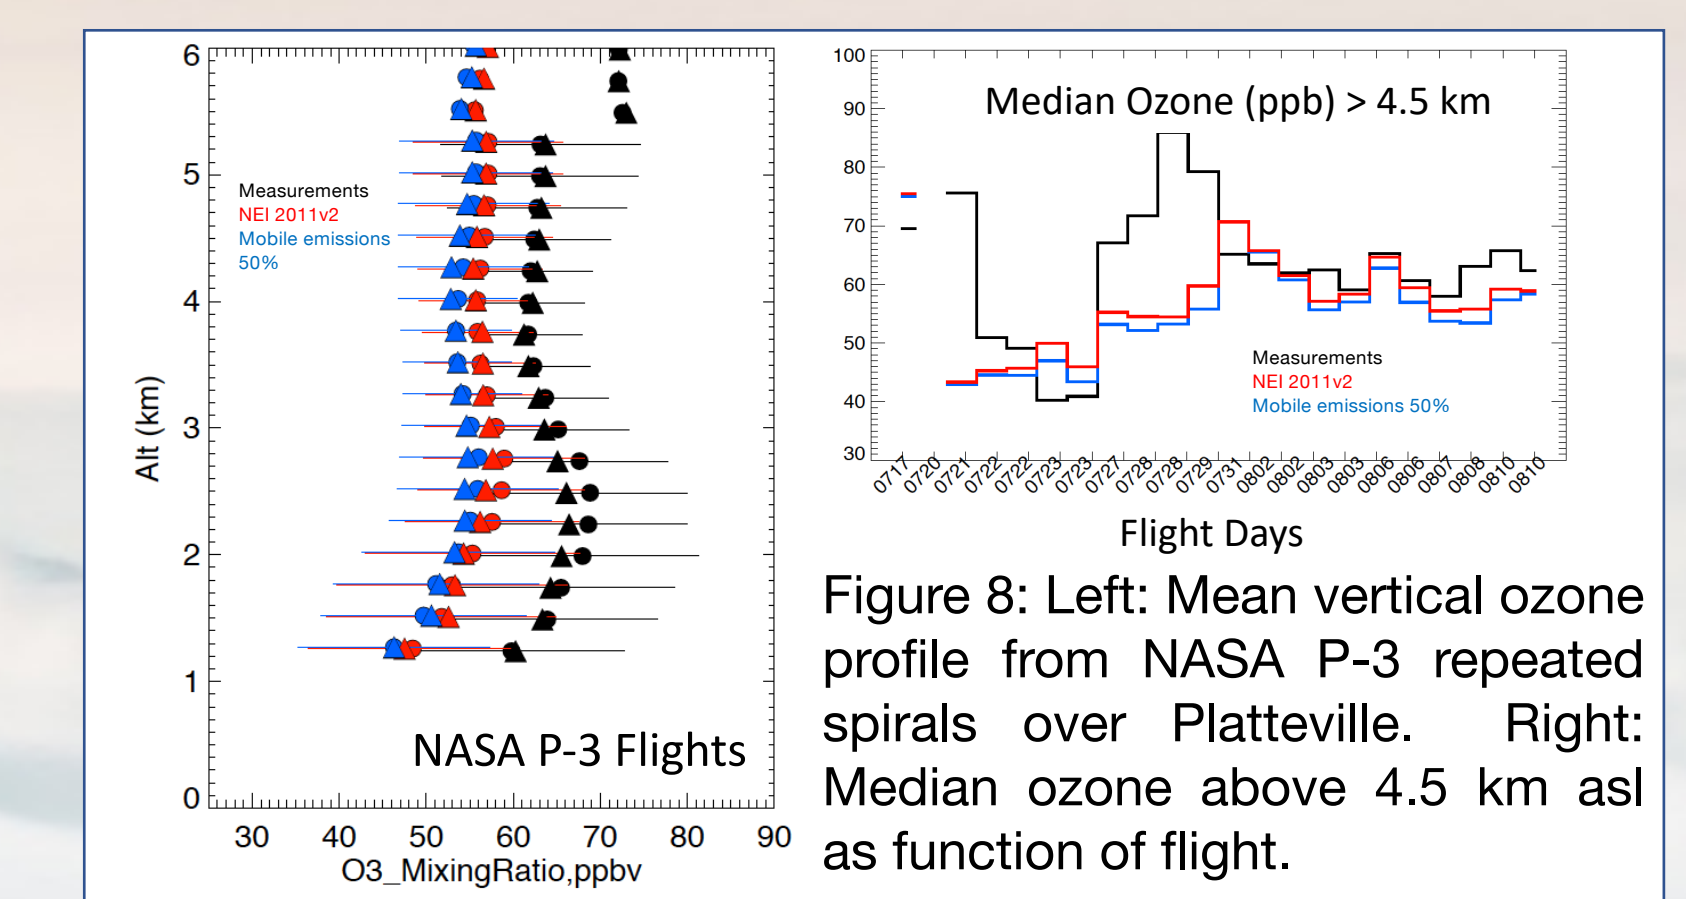 6
5
4
3
2
1
0
Alt (km)
Measurements
NEI 2011v2
Mobile emissions
50%
NASA P-3 Flights
30 40 50 60 70 80 90
O3_MixingRatio,ppbv
100
90
80
70
60
50
40
30
Median Ozone (ppb) > 4.5 km
Measurements
NEI 2011v2
Mobile emissions 50%
0717 0720 0721 0722 0722 0723 0723 0727 0728 0728 0729 0731 0802 0802 0803 0803 0806 0806 0807 0808 0810 0810
Flight Days
Figure 8: Left: Mean vertical ozone
profile from NASA P-3 repeated
spirals over Platteville. Right:
Median ozone above 4.5 km asl
as function of flight.